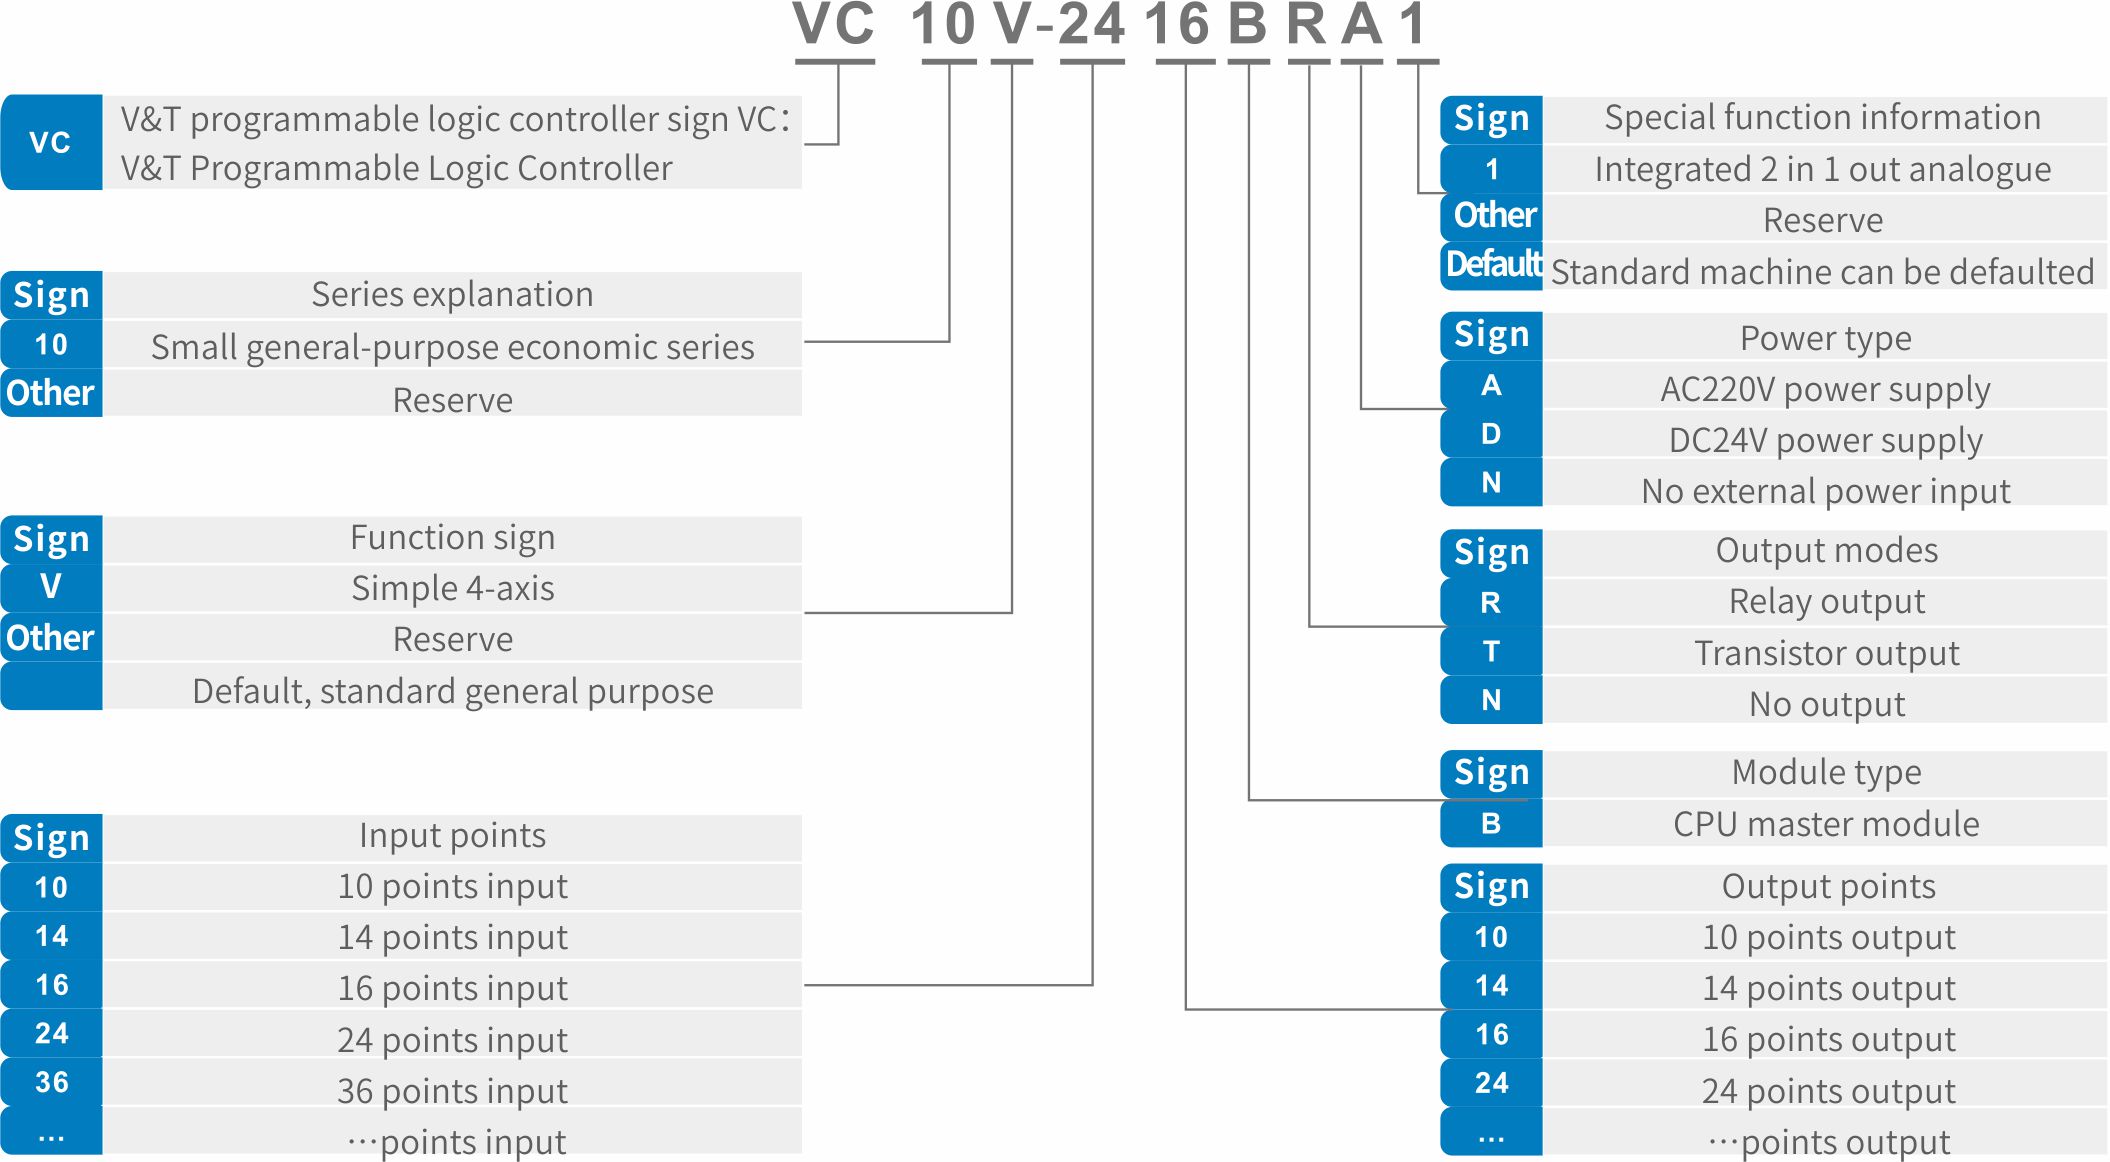 VC 10 V-24 16 B R A 1
VC
V&T programmable logic controller sign VC:
V&T Programmable Logic Controller
Sign Series explanation
10 Small general-purpose economic series
Other Reserve
Sign Function sign
V Simple 4-axis
Other Reserve
Default, standard general purpose
Sign Input points
10 10 points input
14 14 points input
16 16 points input
24 24 points input
36 36 points input
... ···points input
Sign Special function information
1 Integrated 2 in 1 out analogue
Other Reserve
Default Standard machine can be defaulted
Sign Power type
A AC220V power supply
D DC24V power supply
N No external power input
Sign Output modes
R Relay output
T Transistor output
N No output
Sign Module type
B CPU master module
Sign Output points
10 10 points output
14 14 points output
16 16 points output
24 24 points output
... ···points output